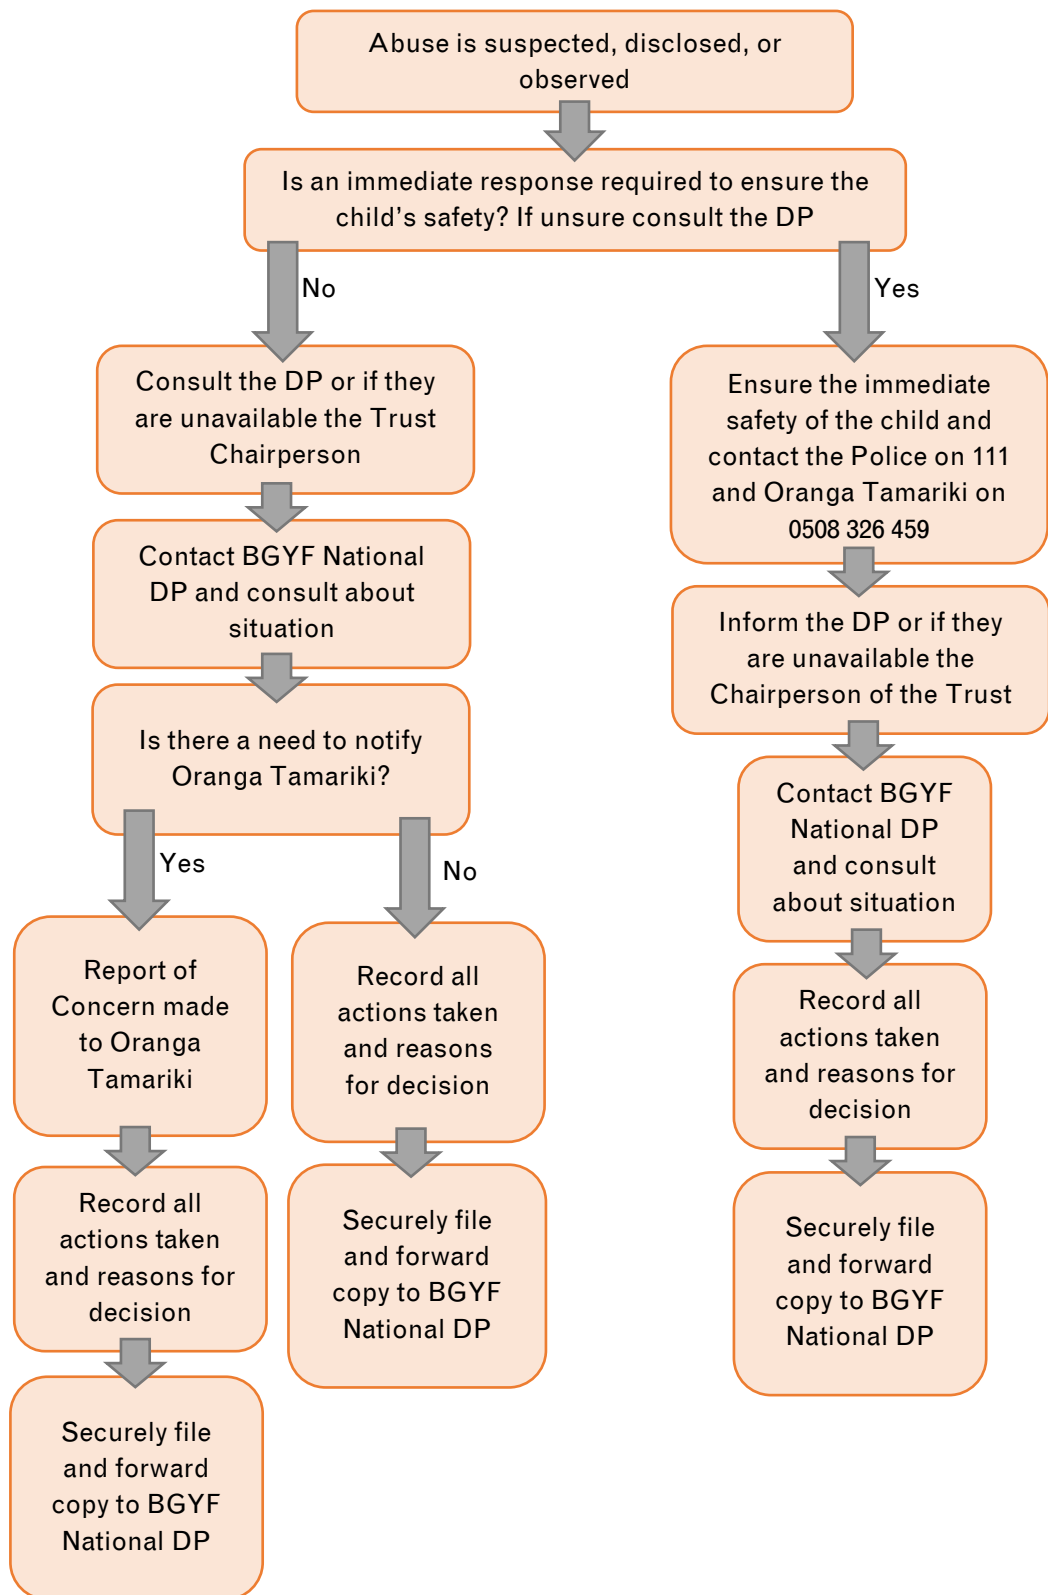 Abuse is suspected, disclosed, or
observed
Is an immediate response required to ensure the
child's safety? If unsure consult the DP
No
Yes
Consult the DP or if they
are unavailable the Trust
Chairperson
Contact BGYF National
DP and consult about
situation
Is there a need to notify
Oranga Tamariki?
Yes
No
Report of
Concern made
to Oranga
Tamariki
Record all
actions taken
and reasons for
decision
Securely file
and forward
copy to BGYF
National DP
Record all
actions taken
and reasons
for decision
Securely file
and forward
copy to BGYF
National DP
Ensure the immediate
safety of the child and
contact the Police on 111
and Oranga Tamariki on
0508 326 459
Inform the DP or if they
are unavailable the
Chairperson of the Trust
Contact BGYF
National DP
and consult
about situation
Record all
actions taken
and reasons for
decision
Securely file
and forward
copy to BGYF
National DP